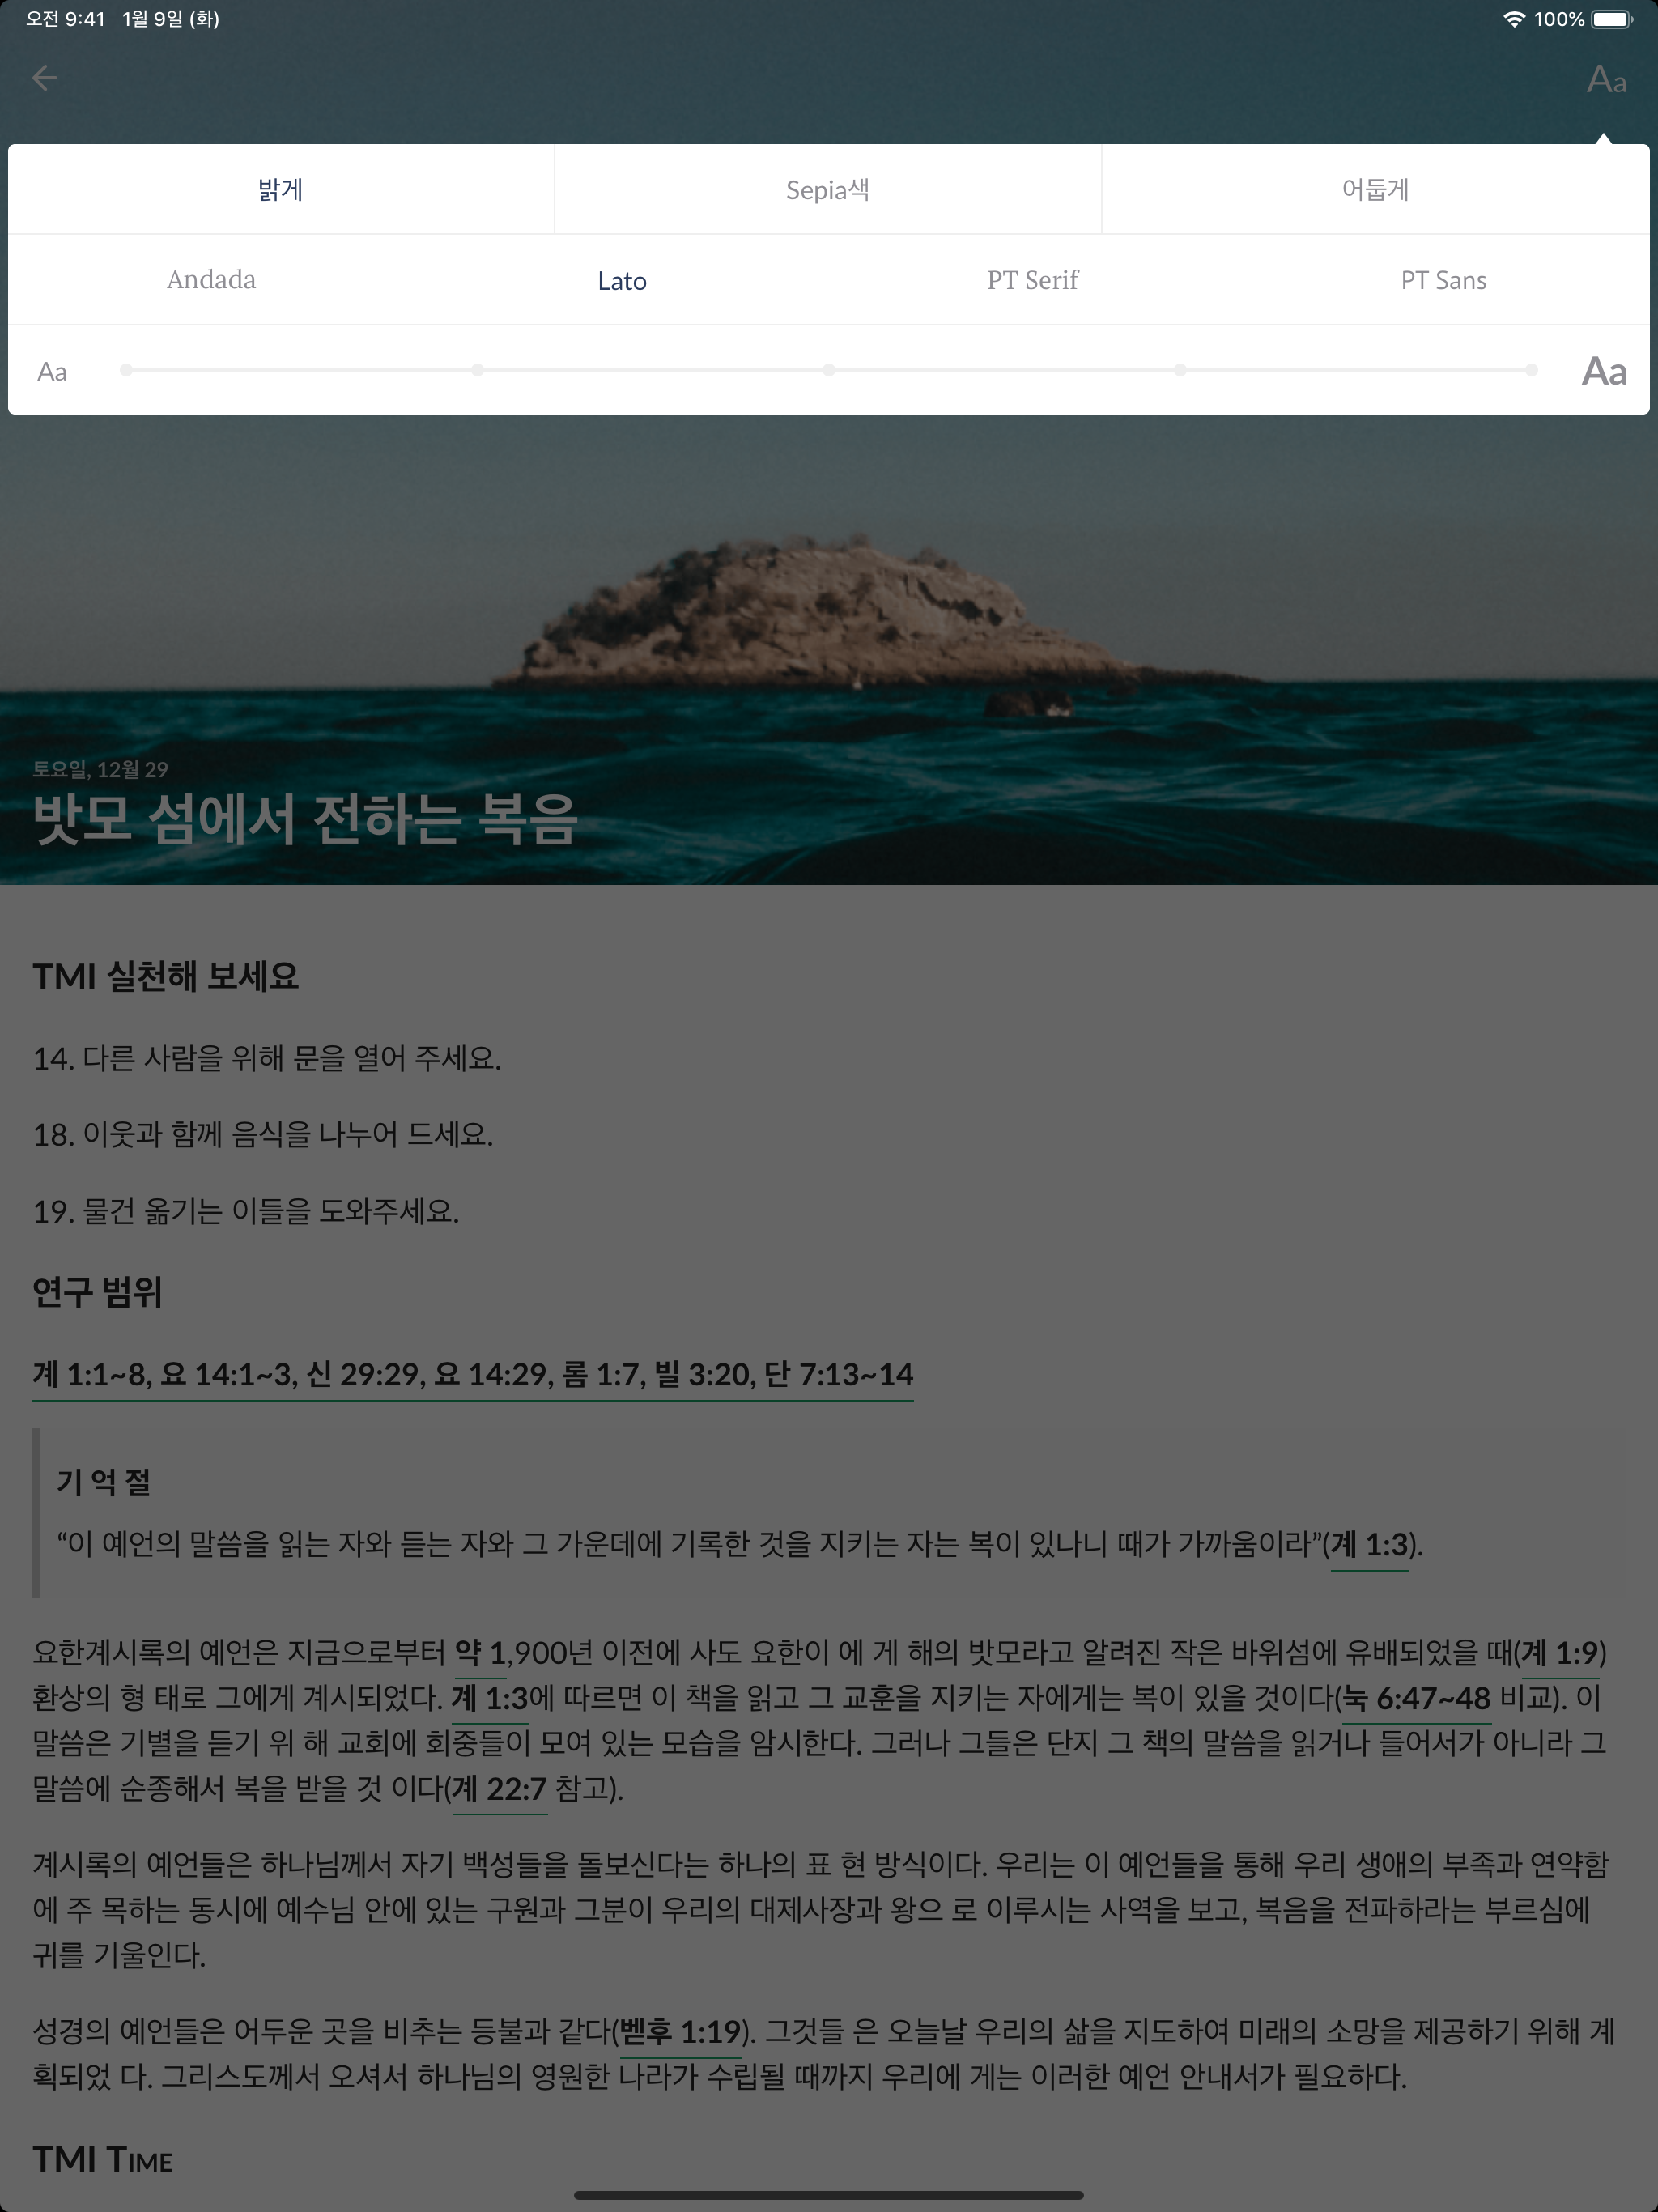 오전 9:41 1월 9일 (화) 100%
Aa
밝게 Sepia색 어둡게
Andada Lato PT Serif PT Sans
Aa Aa
토요일, 12월 29
밧모 섬에서 전하는 복음
TMI 실천해 보세요
14. 다른 사람을 위해 문을 열어 주세요.
18. 이웃과 함께 음식을 나누어 드세요.
19. 물건 옮기는 이들을 도와주세요.
연구 범위
계 1:1~8, 요 14:1~3, 신 29:29, 요 14:29, 롬 1:7, 빌 3:20, 단 7:13~14
기 억 절
“이 예언의 말씀을 읽는 자와 듣는 자와 그 가운데에 기록한 것을 지키는 자는 복이 있나니 때가 가까움이라”(계 1:3).
요한계시록의 예언은 지금으로부터 약 1,900년 이전에 사도 요한이 에 게 해의 밧모라고 알려진 작은 바위섬에 유배되었을 때(계 1:9)
환상의 형 태로 그에게 계시되었다. 계 1:3에 따르면 이 책을 읽고 그 교훈을 지키는 자에게는 복이 있을 것이다(눅 6:47~48 비교). 이
말씀은 기별을 듣기 위 해 교회에 회중들이 모여 있는 모습을 암시한다. 그러나 그들은 단지 그 책의 말씀을 읽거나 들어서가 아니라 그
말씀에 순종해서 복을 받을 것 이다(계 22:7 참고).
계시록의 예언들은 하나님께서 자기 백성들을 돌보신다는 하나의 표 현 방식이다. 우리는 이 예언들을 통해 우리 생애의 부족과 연약함
에 주 목하는 동시에 예수님 안에 있는 구원과 그분이 우리의 대제사장과 왕으 로 이루시는 사역을 보고, 복음을 전파하라는 부르심에
귀를 기울인다.
성경의 예언들은 어두운 곳을 비추는 등불과 같다(벧후 1:19). 그것들 은 오늘날 우리의 삶을 지도하여 미래의 소망을 제공하기 위해 계
획되었 다. 그리스도께서 오셔서 하나님의 영원한 나라가 수립될 때까지 우리에 게는 이러한 예언 안내서가 필요하다.
TMI TIME